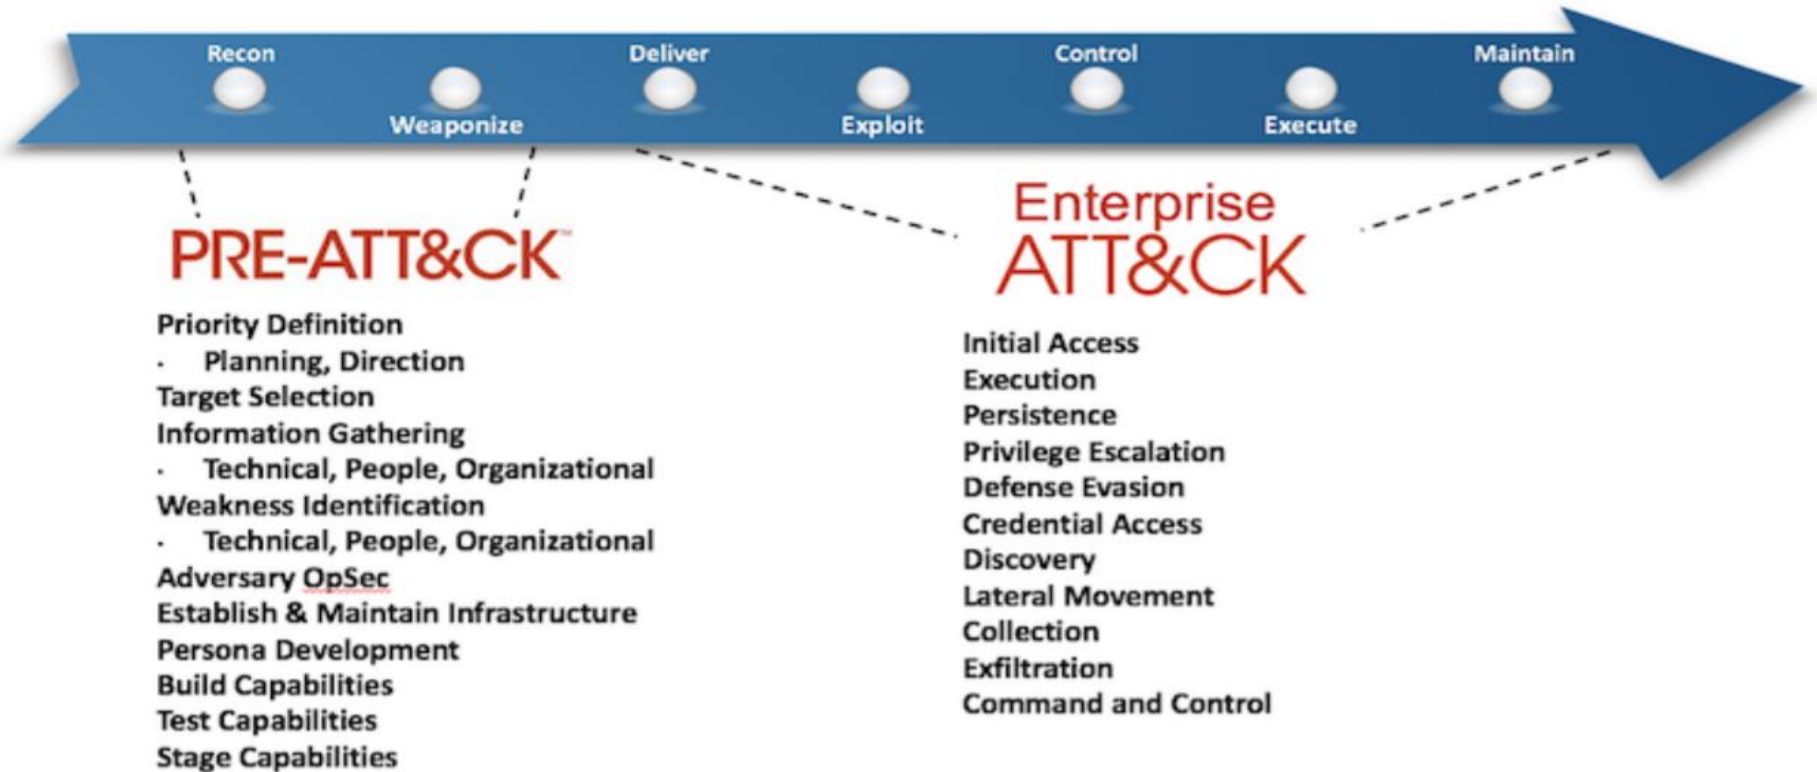 Recon
Deliver
Control
Maintain
Weaponize
Exploit
Execute
PRE-ATT&CK™
Priority Definition
· Planning, Direction
Target Selection
Information Gathering
· Technical, People, Organizational
Weakness Identification
· Technical, People, Organizational
Adversary OpSec
Establish & Maintain Infrastructure
Persona Development
Build Capabilities
Test Capabilities
Stage Capabilities
Enterprise
ATT&CK
Initial Access
Execution
Persistence
Privilege Escalation
Defense Evasion
Credential Access
Discovery
Lateral Movement
Collection
Exfiltration
Command and Control